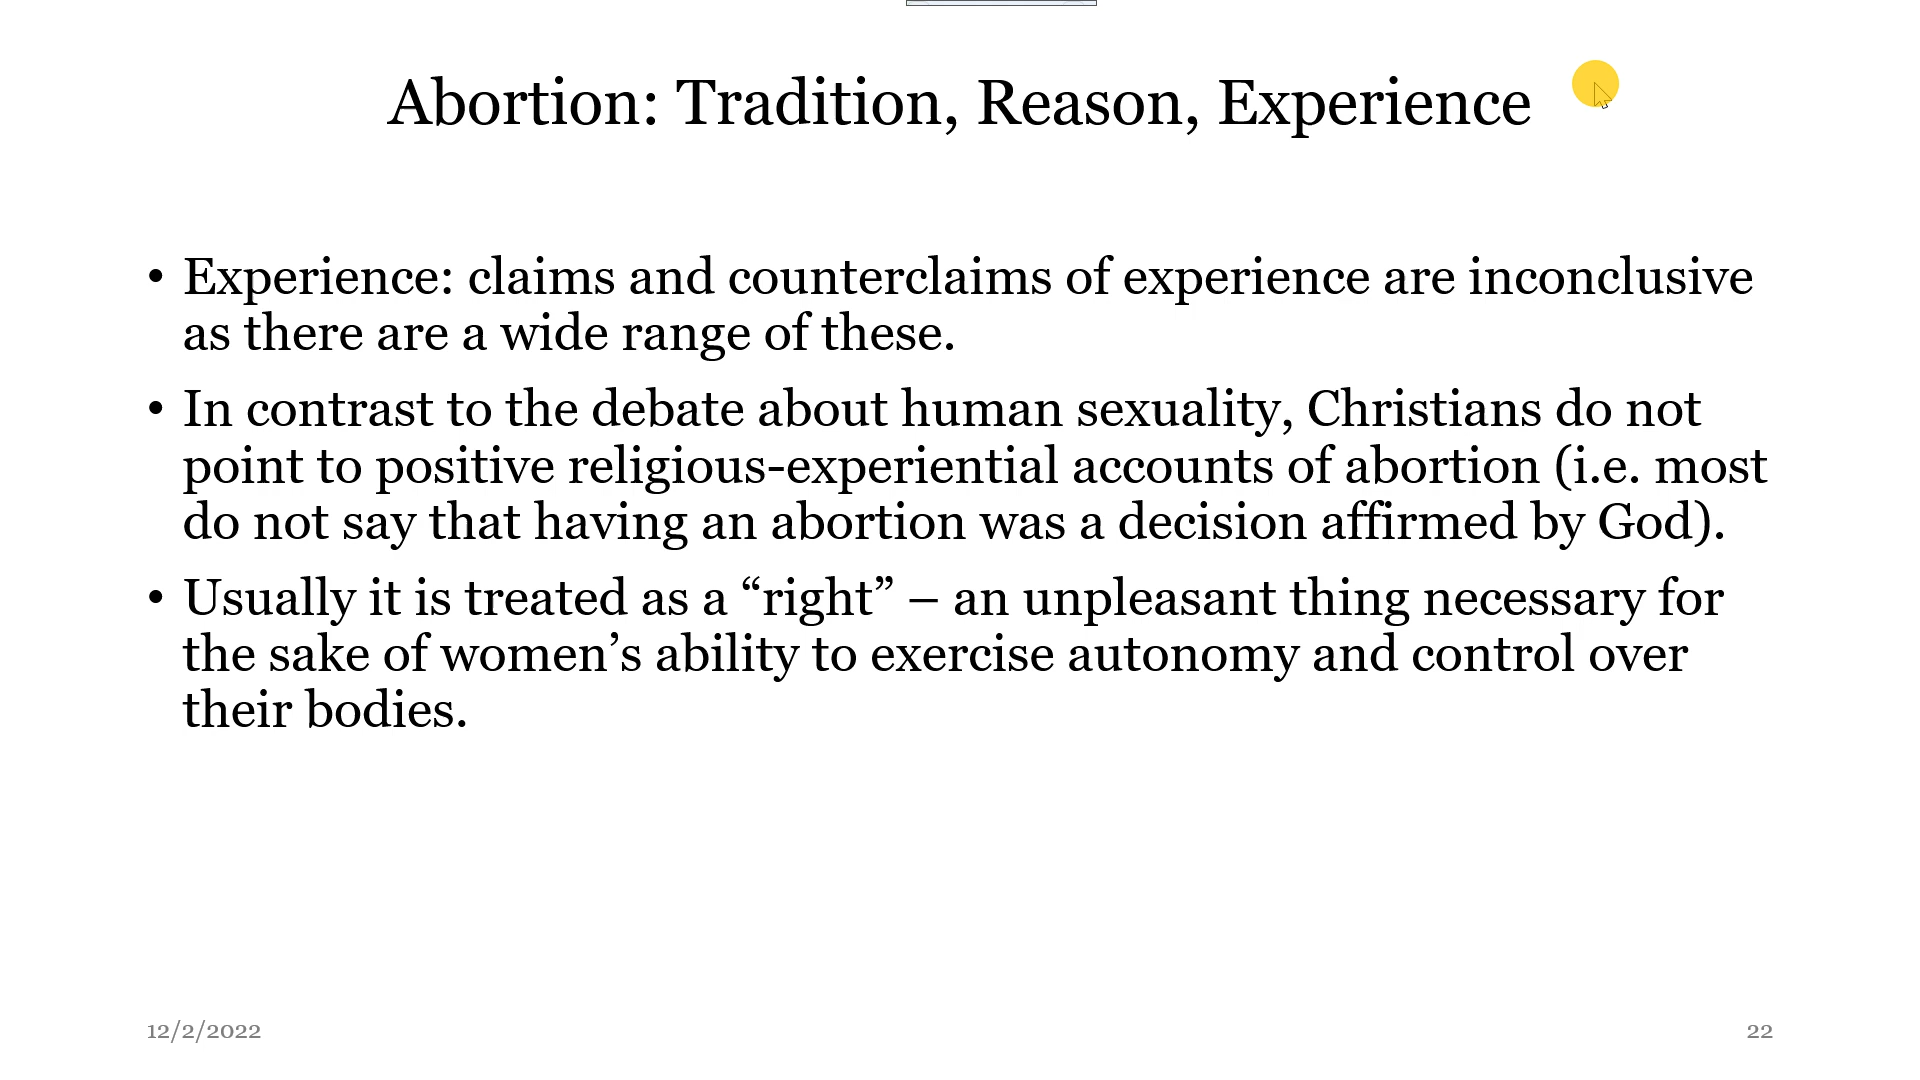 Abortion: Tradition, Reason, Experience
• Experience: claims and counterclaims of experience are inconclusive
as there are a wide range of these.
• In contrast to the debate about human sexuality, Christians do not
point to positive religious-experiential accounts of abortion (i.e. most
do not say that having an abortion was a decision affirmed by God).
• Usually it is treated as a “right” – an unpleasant thing necessary for
the sake of women’s ability to exercise autonomy and control over
their bodies.
12/2/2022
22